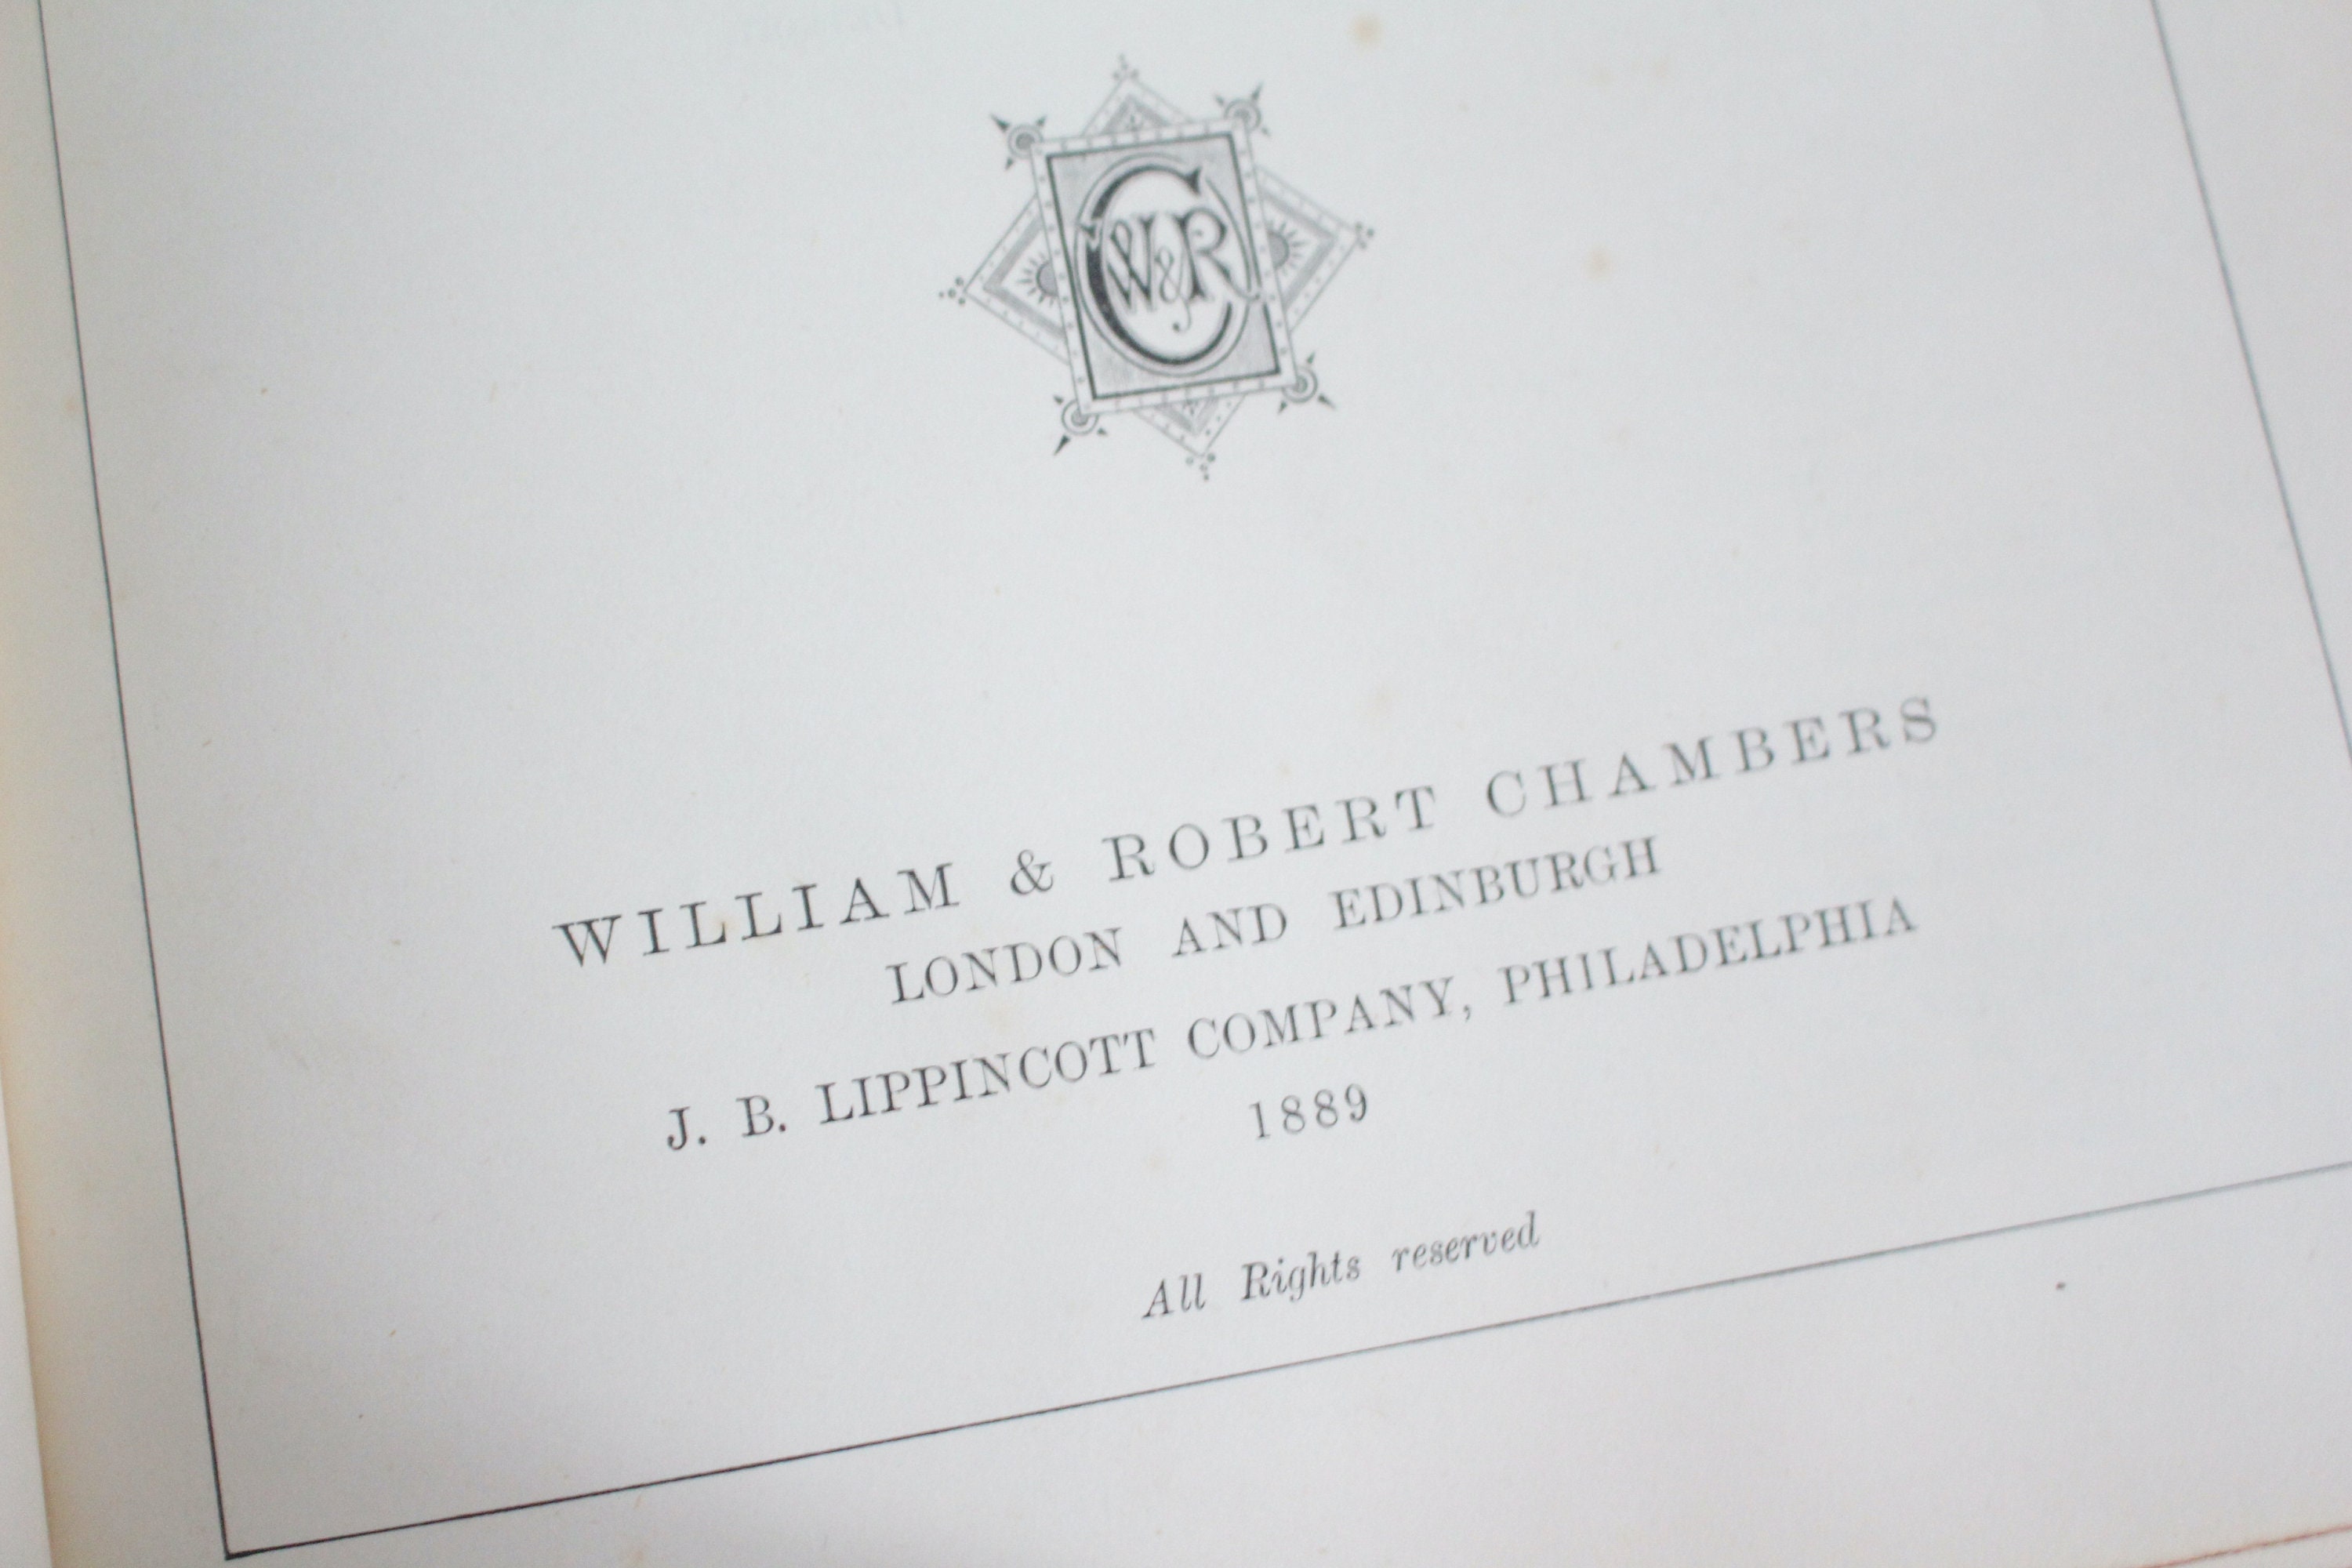 W&R C
WILLIAM & ROBERT CHAMBERS
LONDON AND EDINBURGH
J. B. LIPPINCOTT COMPANY, PHILADELPHIA
1889
All Rights reserved